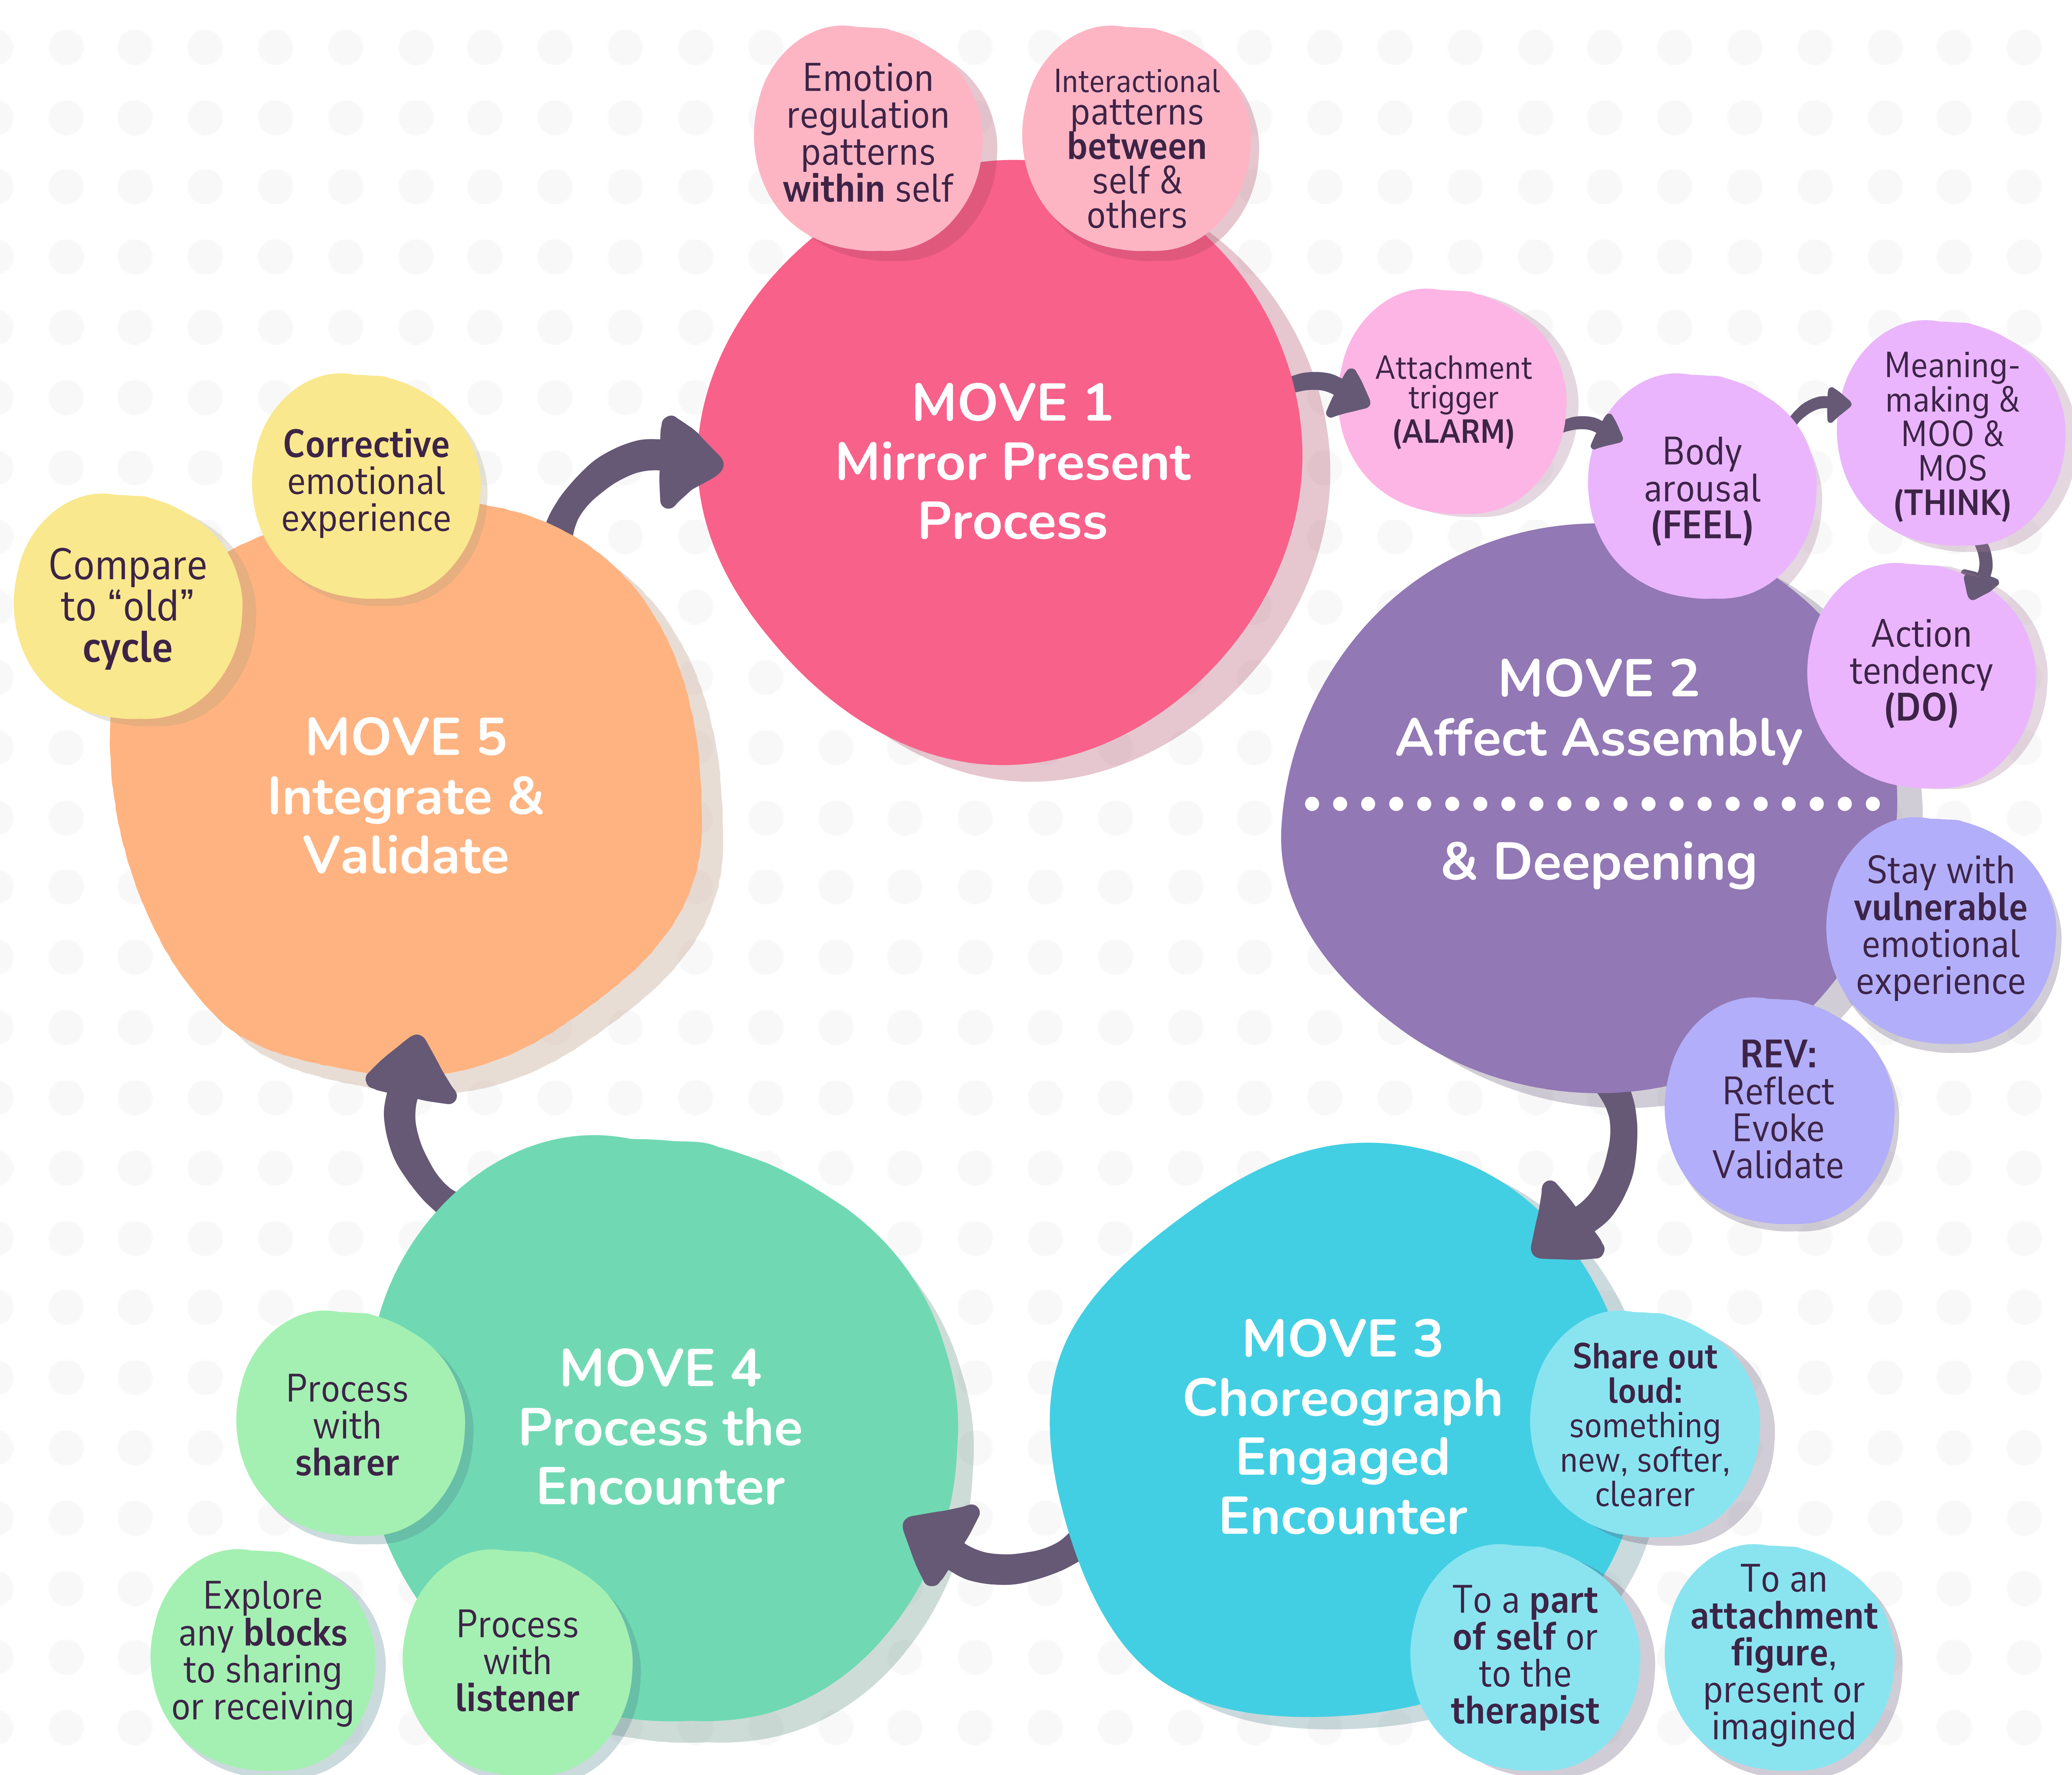 Emotion
regulation
patterns
within self
Interactional
patterns
between
self &
others
MOVE 1
Mirror Present
Process
Attachment
trigger
(ALARM)
Body
arousal
(FEEL)
Meaning-
making &
MOO &
MOS
(THINK)
Action
tendency
(DO)
MOVE 2
Affect Assembly
& Deepening
Stay with
vulnerable
emotional
experience
REV:
Reflect
Evoke
Validate
MOVE 3
Choreograph
Engaged
Encounter
Share out
loud:
something
new, softer,
clearer
To a part
of self or
to the
therapist
To an
attachment
figure,
present or
imagined
MOVE 4
Process the
Encounter
Process
with
sharer
Explore
any blocks
to sharing
or receiving
Process
with
listener
MOVE 5
Integrate &
Validate
Corrective
emotional
experience
Compare
to “old”
cycle